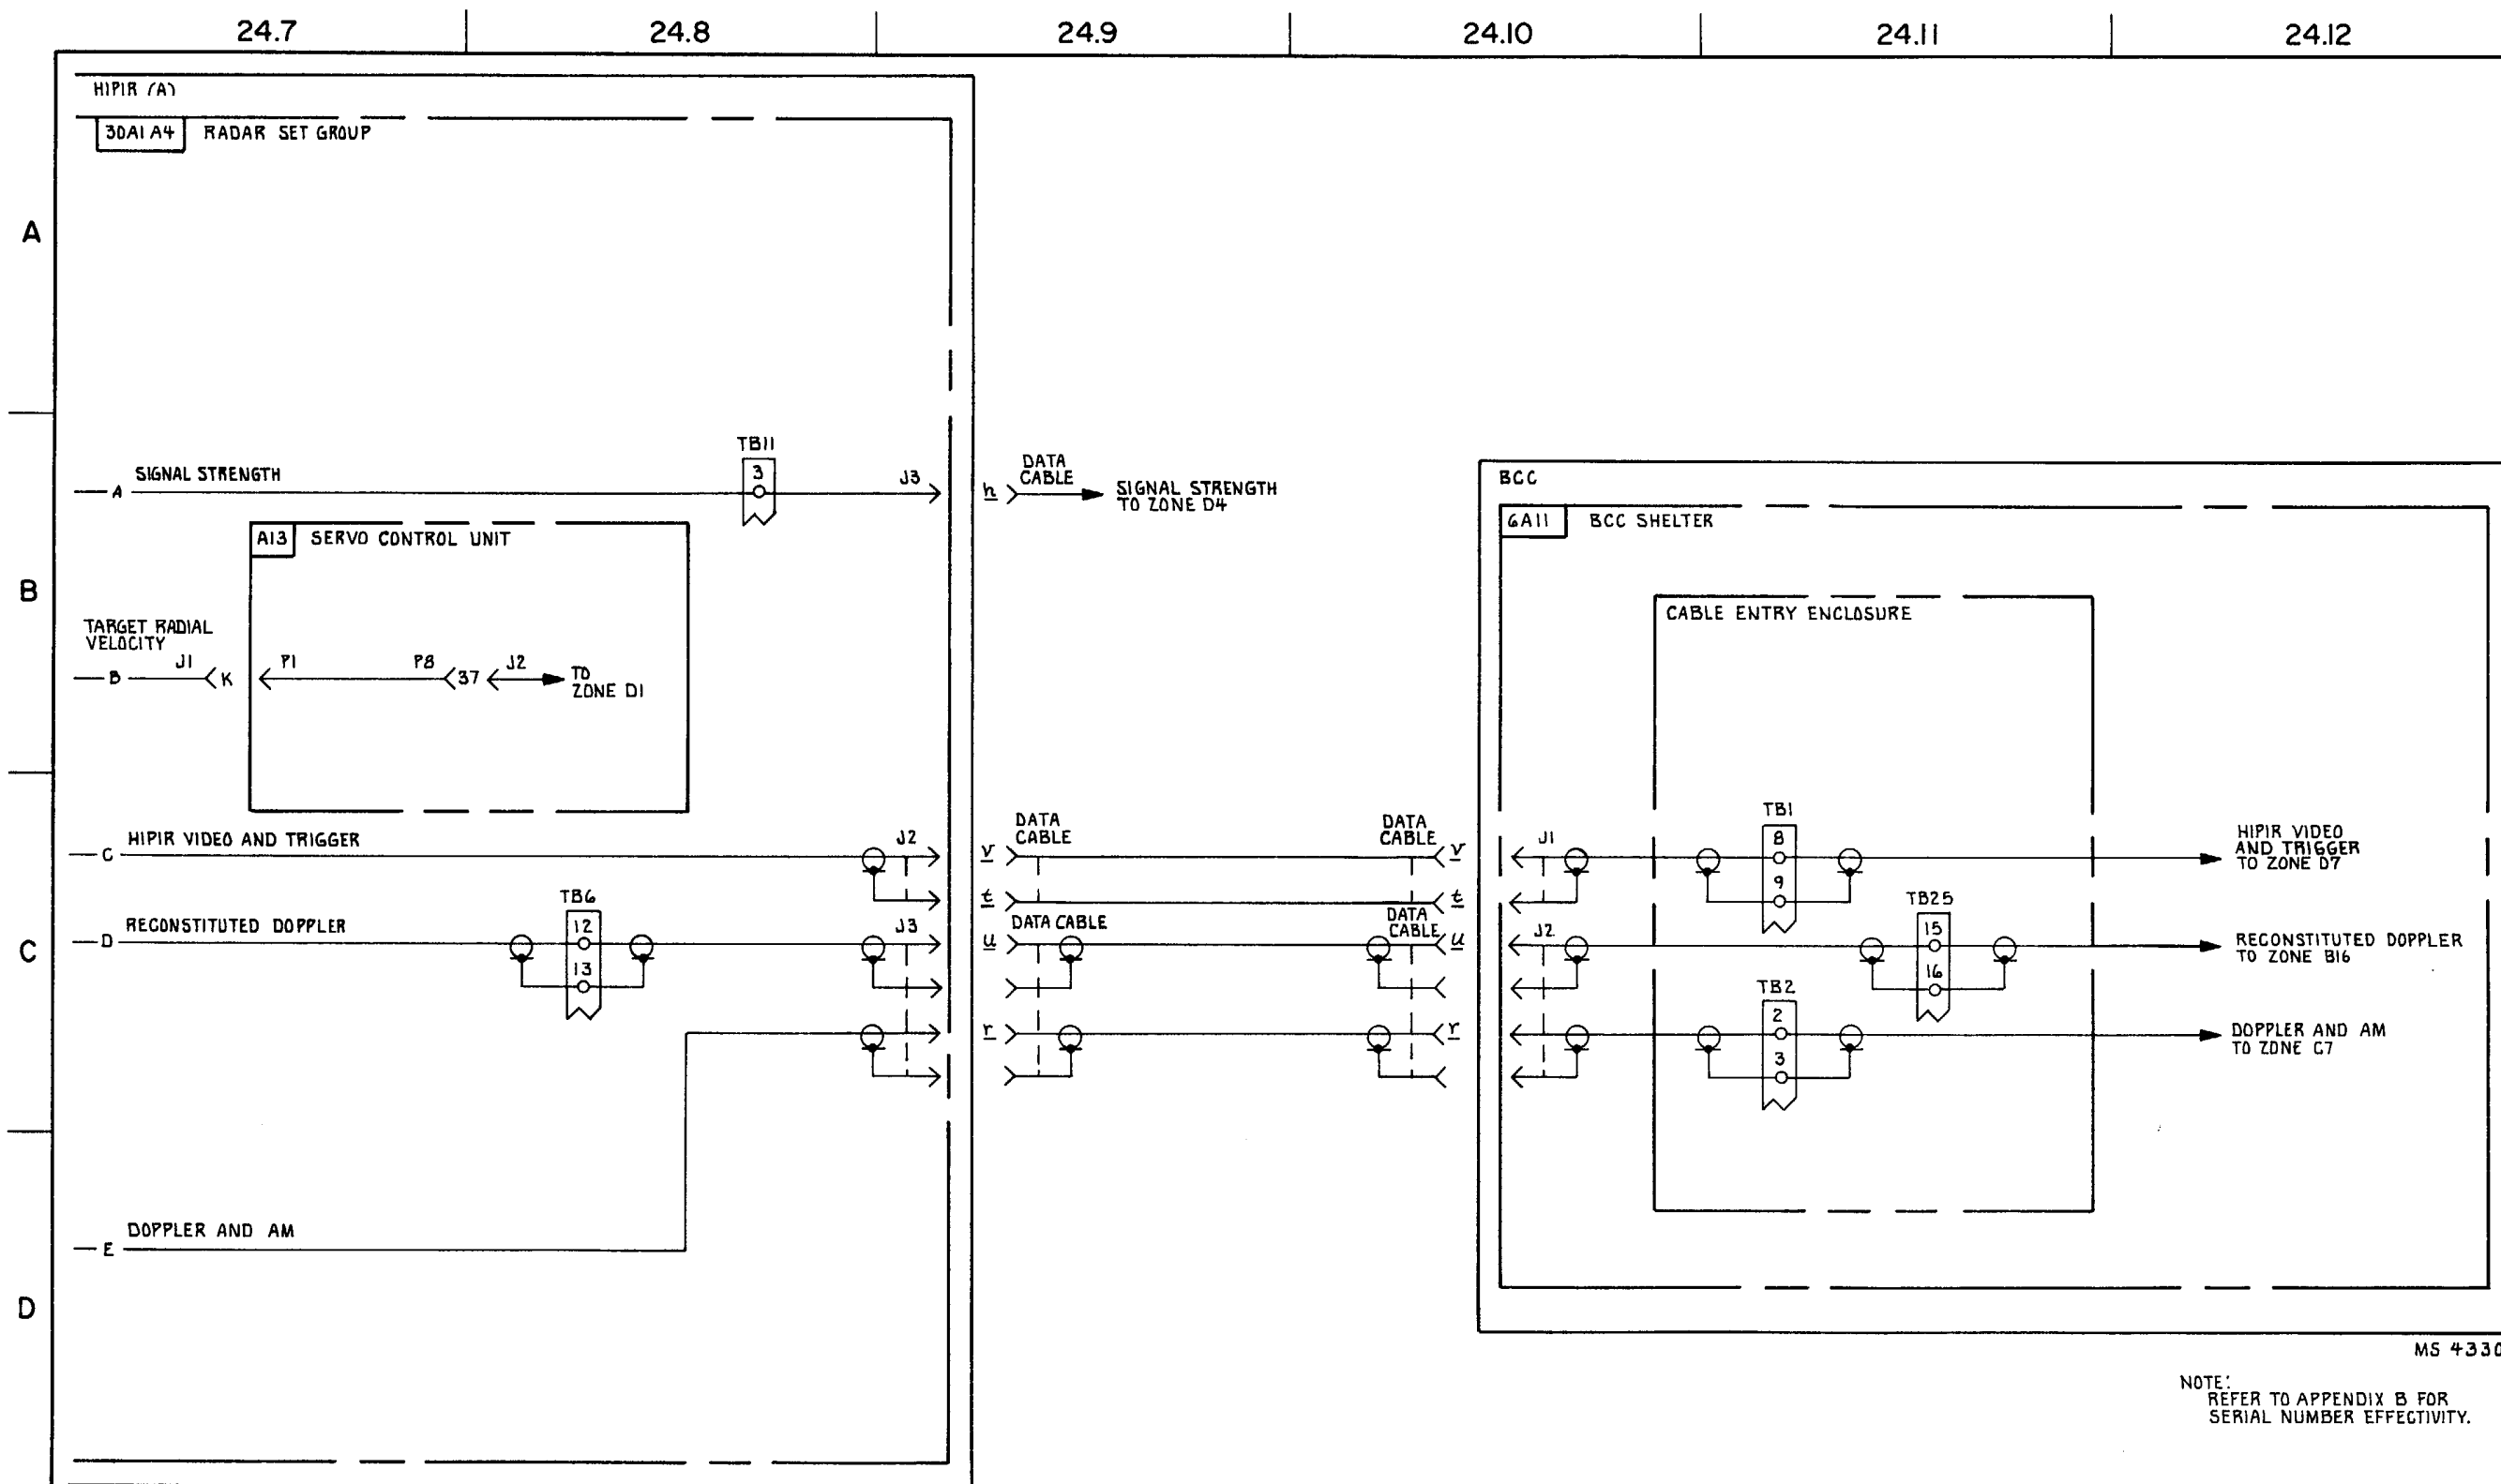 24.7
24.8
24.9
24.10
24.11
24.12
A
B
C
D
HIPIR (A)
30A1A4 RADAR SET GROUP
A SIGNAL STRENGTH
TB11
3
J3
h
DATA
CABLE
SIGNAL STRENGTH
TO ZONE D4
A13 SERVO CONTROL UNIT
TARGET RADIAL
VELOCITY
B
J1
K
P1
P8
37
J2
TO
ZONE D1
C HIPIR VIDEO AND TRIGGER
J2
v
t
DATA
CABLE
DATA
CABLE
v
t
J1
D RECONSTITUTED DOPPLER
TB6
12
13
J3
u
DATA CABLE
DATA
CABLE
u
J2
r
r
E DOPPLER AND AM
BCC
6A11 BCC SHELTER
CABLE ENTRY ENCLOSURE
TB1
8
9
HIPIR VIDEO
AND TRIGGER
TO ZONE D7
TB25
15
16
RECONSTITUTED DOPPLER
TO ZONE B16
TB2
2
3
DOPPLER AND AM
TO ZONE C7
MS 4330
NOTE:
REFER TO APPENDIX B FOR
SERIAL NUMBER EFFECTIVITY.